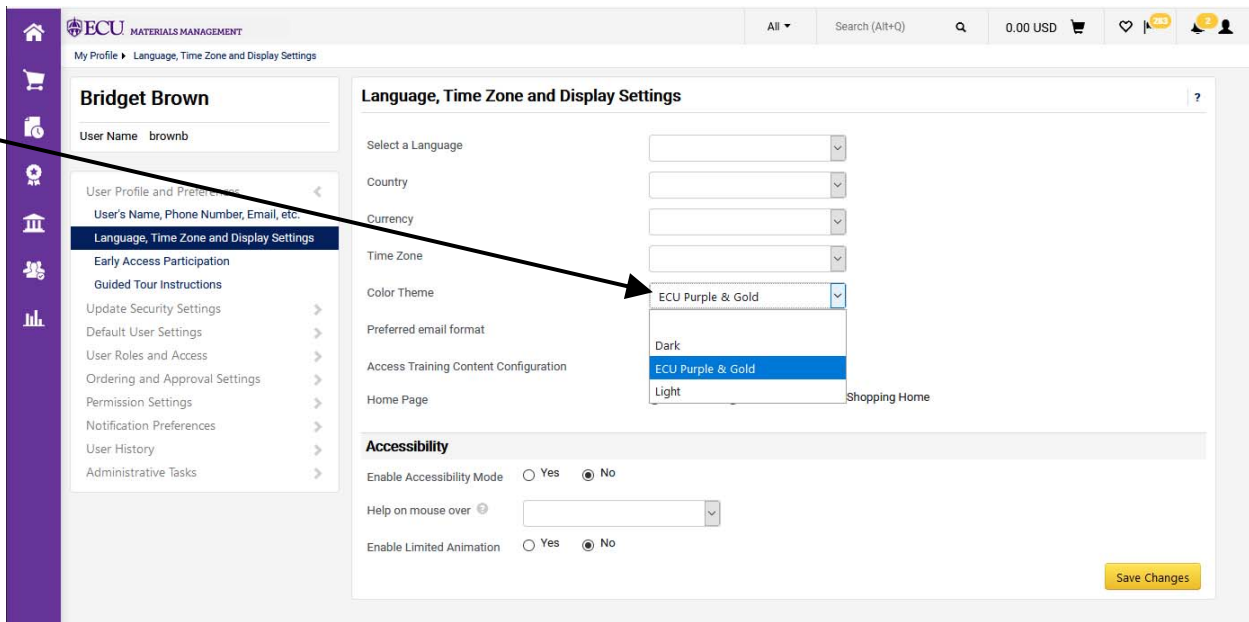 ECU MATERIALS MANAGEMENT
All
Search (Alt+Q)
0.00 USD
283
2
My Profile Language, Time Zone and Display Settings
Bridget Brown
User Name brownb
User Profile and Preferences
User's Name, Phone Number, Email, etc.
Language, Time Zone and Display Settings
Early Access Participation
Guided Tour Instructions
Update Security Settings
Default User Settings
User Roles and Access
Ordering and Approval Settings
Permission Settings
Notification Preferences
User History
Administrative Tasks
Language, Time Zone and Display Settings
?
Select a Language
Country
Currency
Time Zone
Color Theme
ECU Purple & Gold
Dark
ECU Purple & Gold
Light
Preferred email format
Access Training Content Configuration
Home Page
Shopping Home
Accessibility
Enable Accessibility Mode Yes No
Help on mouse over ?
Enable Limited Animation Yes No
Save Changes